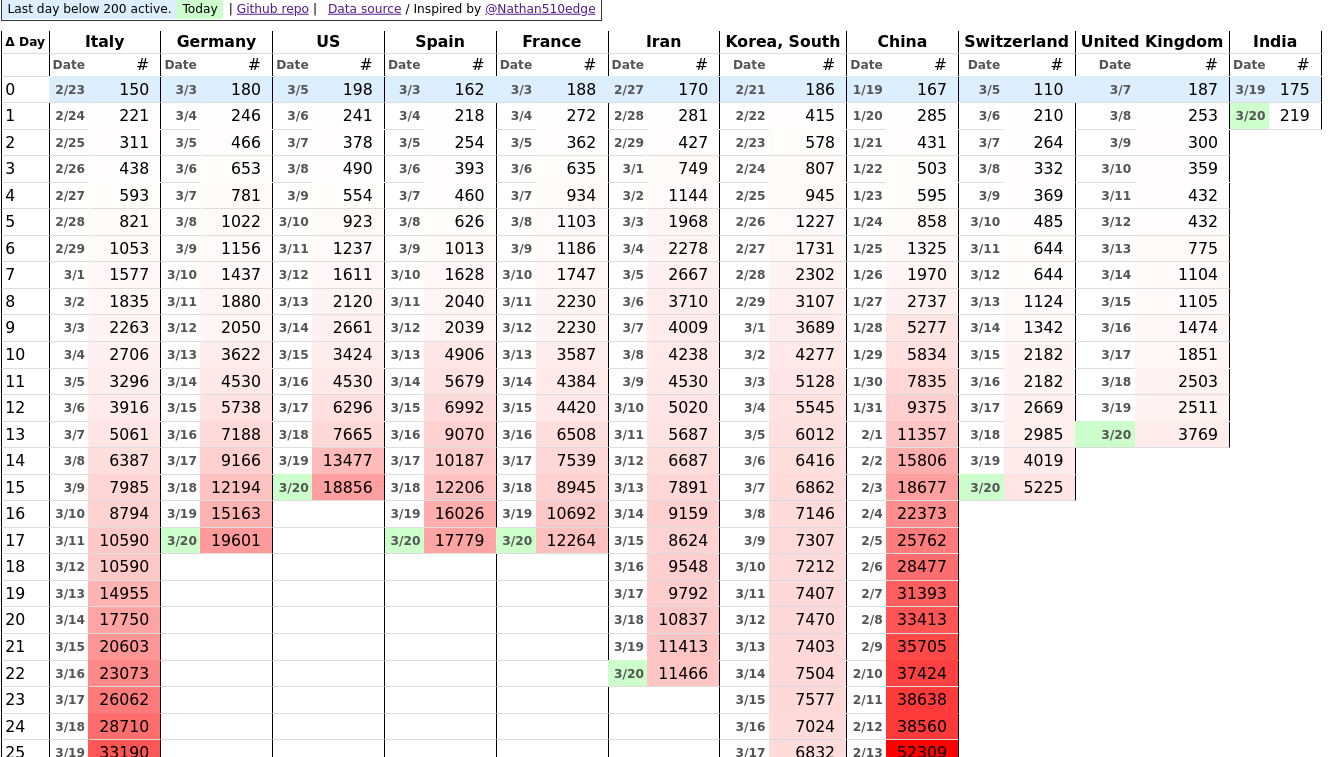 Last day below 200 active. Today | Github repo | Data source / Inspired by @Nathan510edge
Δ Day Italy Germany US Spain France Iran Korea, South China Switzerland United Kingdom India
Date # Date # Date # Date # Date # Date # Date # Date # Date # Date # Date #
0 2/23 150 3/3 180 3/5 198 3/3 162 3/3 188 2/27 170 2/21 186 1/19 167 3/5 110 3/7 187 3/19 175
1 2/24 221 3/4 246 3/6 241 3/4 218 3/4 272 2/28 281 2/22 415 1/20 285 3/6 210 3/8 253 3/20 219
2 2/25 311 3/5 466 3/7 378 3/5 254 3/5 362 2/29 427 2/23 578 1/21 431 3/7 264 3/9 300
3 2/26 438 3/6 653 3/8 490 3/6 393 3/6 635 3/1 749 2/24 807 1/22 503 3/8 332 3/10 359
4 2/27 593 3/7 781 3/9 554 3/7 460 3/7 934 3/2 1144 2/25 945 1/23 595 3/9 369 3/11 432
5 2/28 821 3/8 1022 3/10 923 3/8 626 3/8 1103 3/3 1968 2/26 1227 1/24 858 3/10 485 3/12 432
6 2/29 1053 3/9 1156 3/11 1237 3/9 1013 3/9 1186 3/4 2278 2/27 1731 1/25 1325 3/11 644 3/13 775
7 3/1 1577 3/10 1437 3/12 1611 3/10 1628 3/10 1747 3/5 2667 2/28 2302 1/26 1970 3/12 644 3/14 1104
8 3/2 1835 3/11 1880 3/13 2120 3/11 2040 3/11 2230 3/6 3710 2/29 3107 1/27 2737 3/13 1124 3/15 1105
9 3/3 2263 3/12 2050 3/14 2661 3/12 2039 3/12 2230 3/7 4009 3/1 3689 1/28 5277 3/14 1342 3/16 1474
10 3/4 2706 3/13 3622 3/15 3424 3/13 4906 3/13 3587 3/8 4238 3/2 4277 1/29 5834 3/15 2182 3/17 1851
11 3/5 3296 3/14 4530 3/16 4530 3/14 5679 3/14 4384 3/9 4530 3/3 5128 1/30 7835 3/16 2182 3/18 2503
12 3/6 3916 3/15 5738 3/17 6296 3/15 6992 3/15 4420 3/10 5020 3/4 5545 1/31 9375 3/17 2669 3/19 2511
13 3/7 5061 3/16 7188 3/18 7665 3/16 9070 3/16 6508 3/11 5687 3/5 6012 2/1 11357 3/18 2985 3/20 3769
14 3/8 6387 3/17 9166 3/19 13477 3/17 10187 3/17 7539 3/12 6687 3/6 6416 2/2 15806 3/19 4019
15 3/9 7985 3/18 12194 3/20 18856 3/18 12206 3/18 8945 3/13 7891 3/7 6862 2/3 18677 3/20 5225
16 3/10 8794 3/19 15163 3/19 16026 3/19 10692 3/14 9159 3/8 7146 2/4 22373
17 3/11 10590 3/20 19601 3/20 17779 3/20 12264 3/15 8624 3/9 7307 2/5 25762
18 3/12 10590 3/16 9548 3/10 7212 2/6 28477
19 3/13 14955 3/17 9792 3/11 7407 2/7 31393
20 3/14 17750 3/18 10837 3/12 7470 2/8 33413
21 3/15 20603 3/19 11413 3/13 7403 2/9 35705
22 3/16 23073 3/20 11466 3/14 7504 2/10 37424
23 3/17 26062 3/15 7577 2/11 38638
24 3/18 28710 3/16 7024 2/12 38560
25 3/19 33190 3/17 6832 2/13 52309